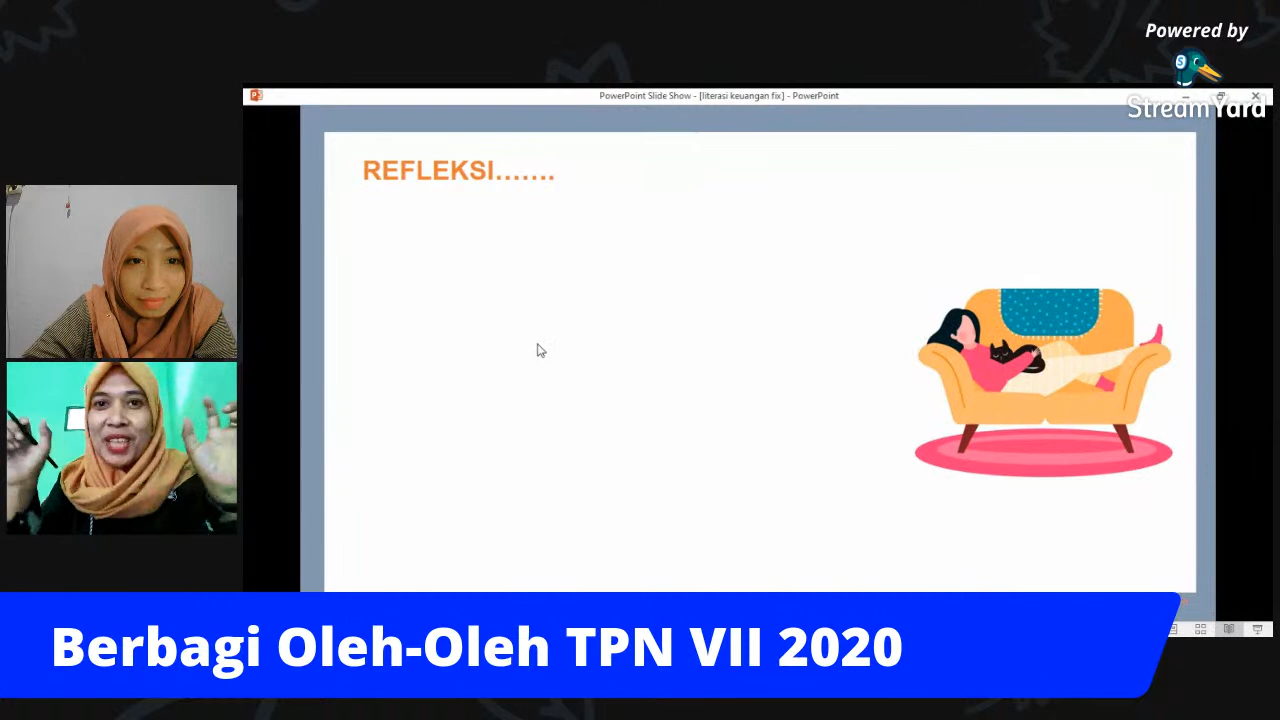 Powered by
StreamYard
PowerPoint Slide Show - [literasi keuangan fix] - PowerPoint
REFLEKSI.......
Berbagi Oleh-Oleh TPN VII 2020